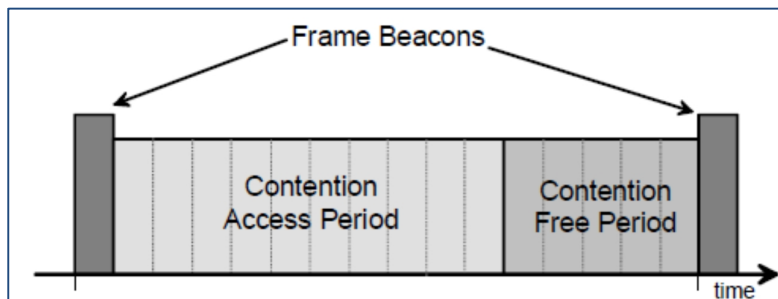 Frame Beacons
Contention
Access Period
Contention
Free Period
time